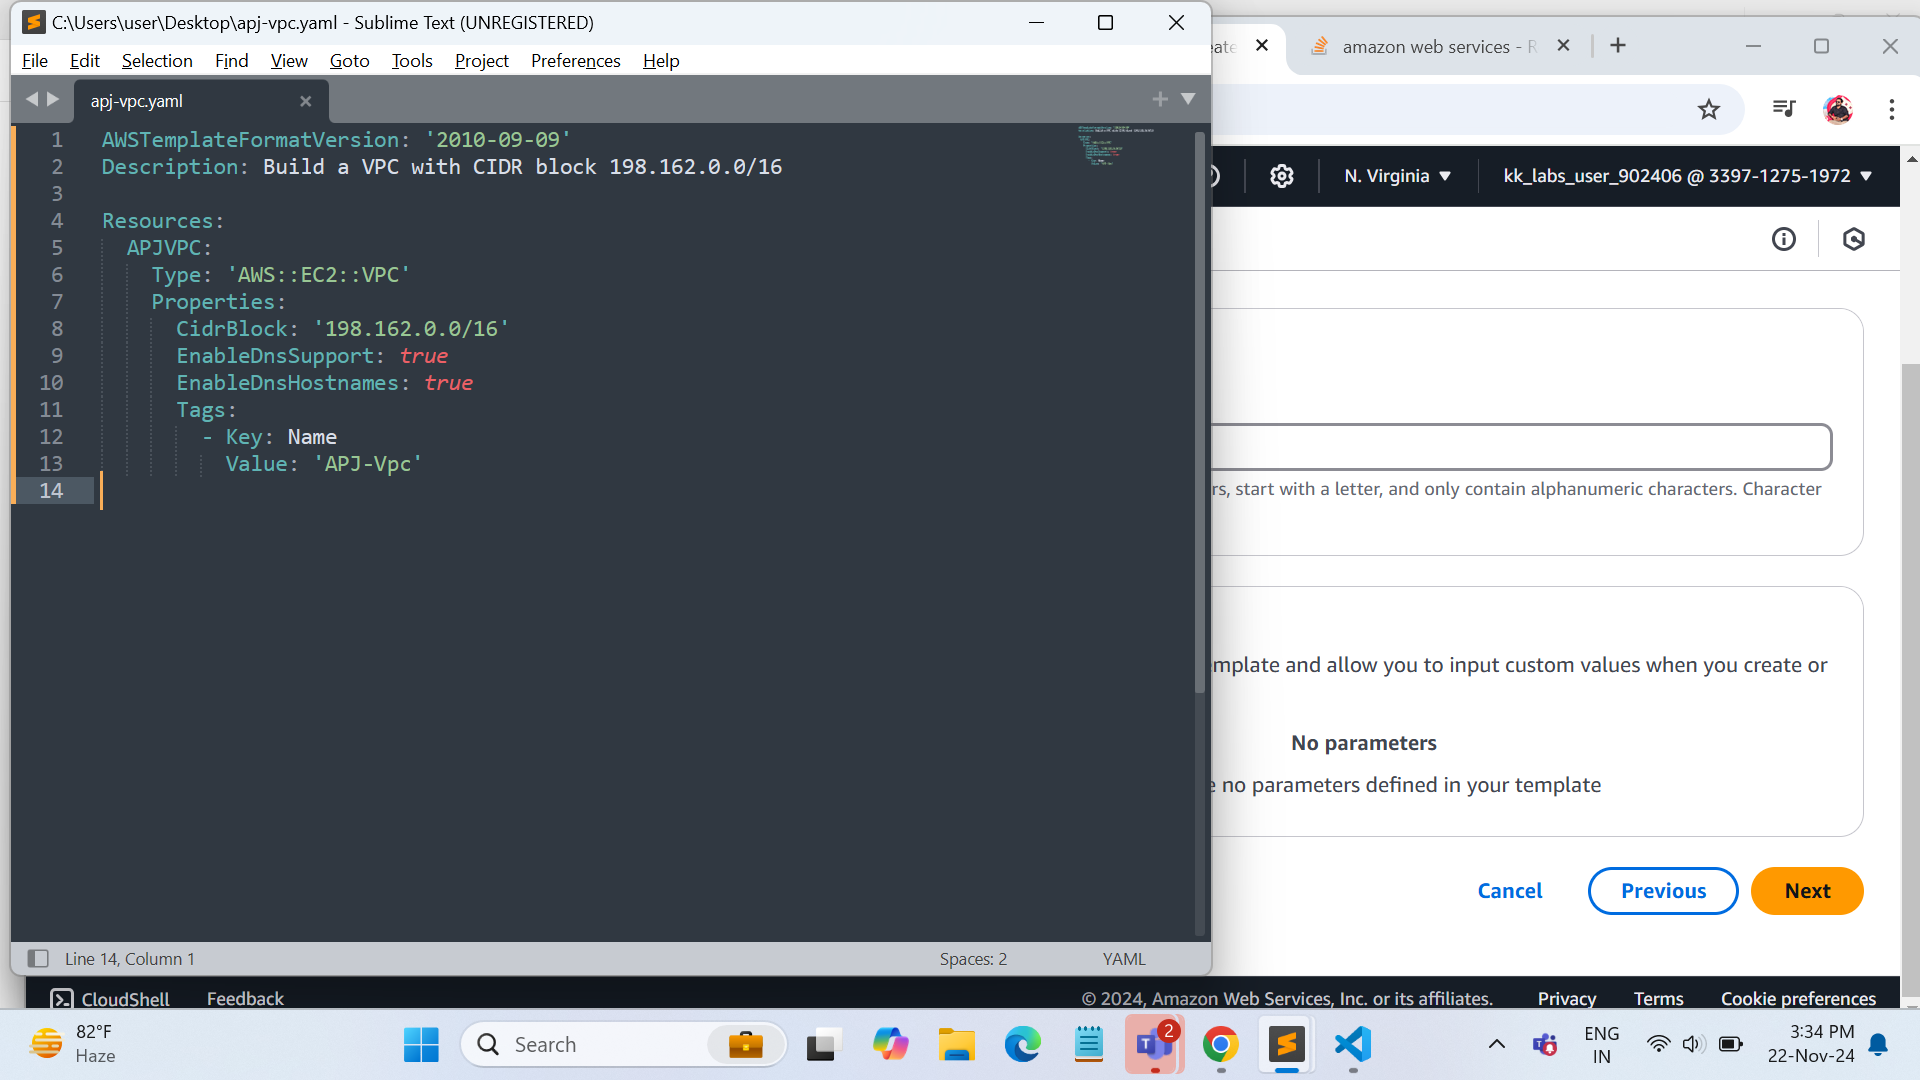 C:\Users\user\Desktop\apj-vpc.yaml - Sublime Text (UNREGISTERED)
File Edit Selection Find View Goto Tools Project Preferences Help
apj-vpc.yaml
1 AWSTemplateFormatVersion: '2010-09-09'
2 Description: Build a VPC with CIDR block 198.162.0.0/16
3
4 Resources:
5 APJVPC:
6 Type: 'AWS::EC2::VPC'
7 Properties:
8 CidrBlock: '198.162.0.0/16'
9 EnableDnsSupport: true
10 EnableDnsHostnames: true
11 Tags:
12 - Key: Name
13 Value: 'APJ-Vpc'
14
Line 14, Column 1 Spaces: 2 YAML
amazon web services - R
N. Virginia kk_labs_user_902406 @ 3397-1275-1972
rs, start with a letter, and only contain alphanumeric characters. Character
mplate and allow you to input custom values when you create or
No parameters
e no parameters defined in your template
Cancel Previous Next
CloudShell Feedback © 2024, Amazon Web Services, Inc. or its affiliates. Privacy Terms Cookie preferences
82°F
Haze
Search
2
ENG
IN
3:34 PM
22-Nov-24